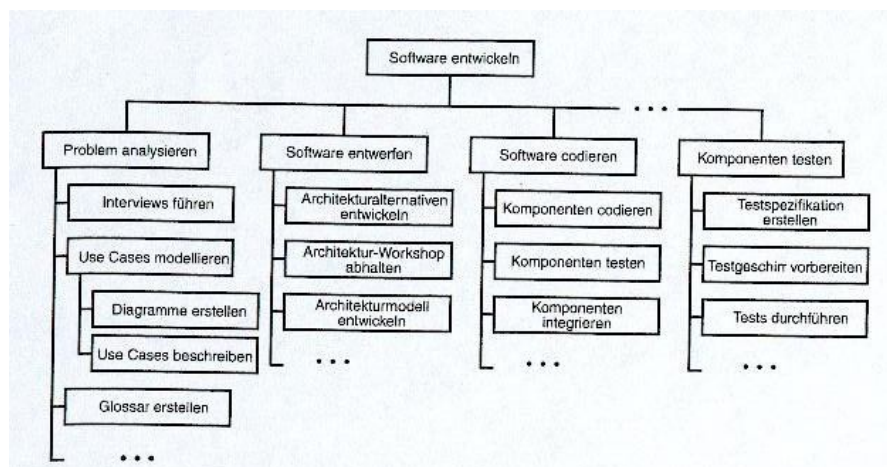 Software entwickeln
• • •
Problem analysieren
Software entwerfen
Software codieren
Komponenten testen
Interviews führen
Use Cases modellieren
Diagramme erstellen
Use Cases beschreiben
Glossar erstellen
• • •
Architekturalternativen
entwickeln
Architektur-Workshop
abhalten
Architekturmodell
entwickeln
• • •
Komponenten codieren
Komponenten testen
Komponenten
integrieren
• • •
Testspezifikation
erstellen
Testgeschirr vorbereiten
Tests durchführen
• • •